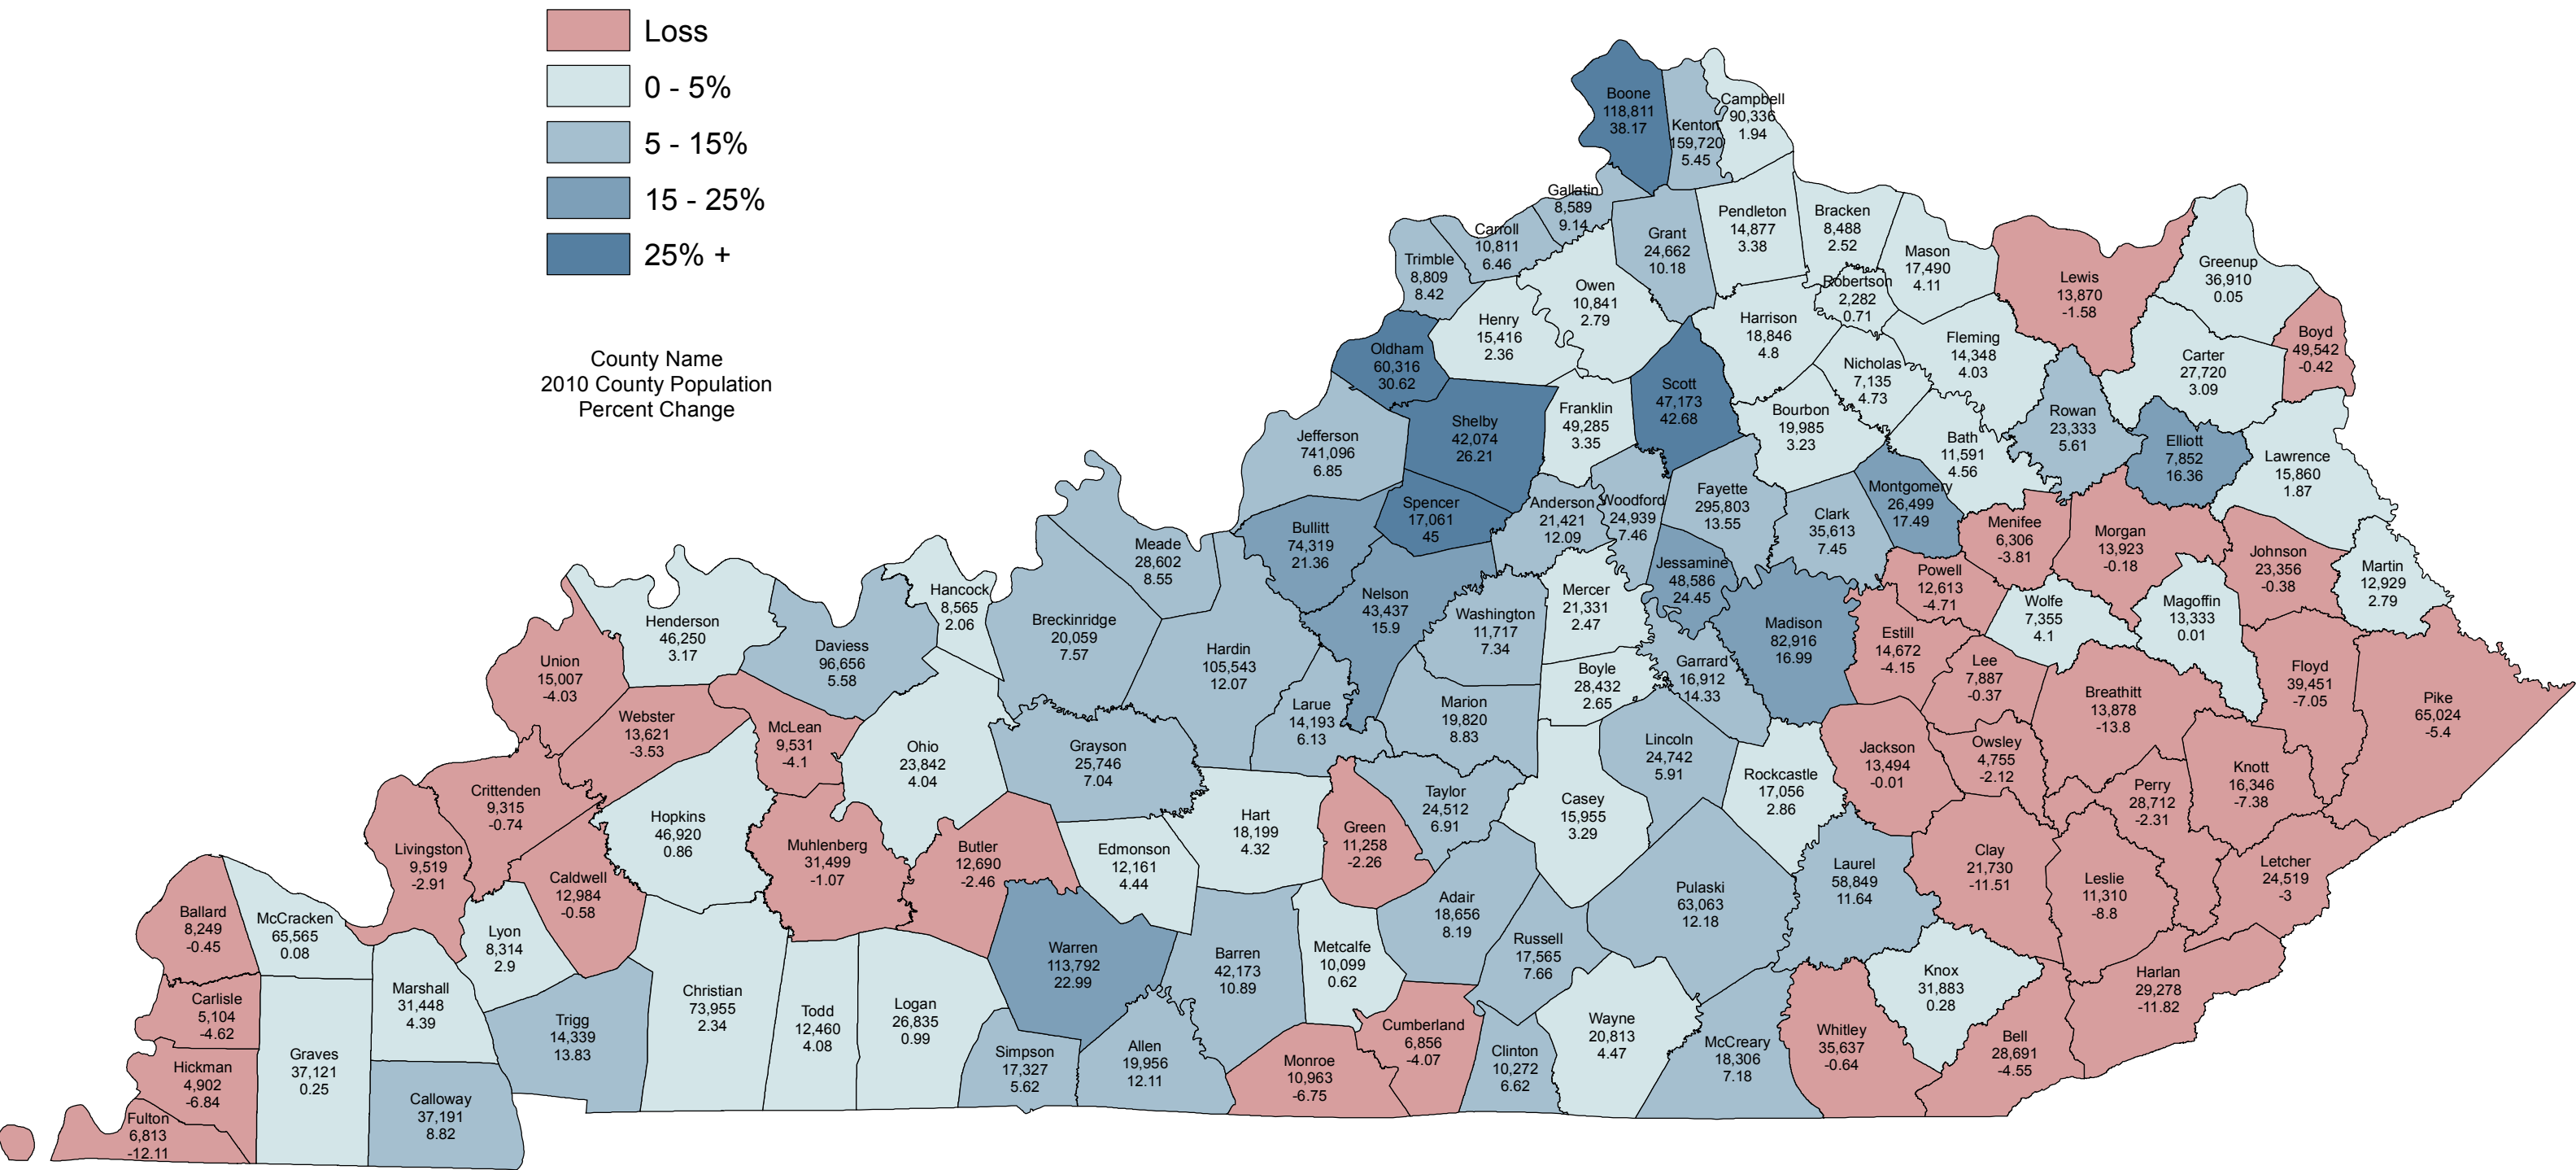 Loss
0 - 5%
5 - 15%
15 - 25%
25% +
County Name
2010 County Population
Percent Change
Boone
118,811
38.17
Kenton
159,720
5.45
Campbell
90,336
1.94
Gallatin
8,589
9.14
Carroll
10,811
6.46
Trimble
8,809
8.42
Grant
24,662
10.18
Pendleton
14,877
3.38
Bracken
8,488
2.52
Mason
17,490
4.11
Robertson
2,282
0.71
Lewis
13,870
-1.58
Greenup
36,910
0.05
Boyd
49,542
-0.42
Owen
10,841
2.79
Henry
15,416
2.36
Oldham
60,316
30.62
Harrison
18,846
4.8
Nicholas
7,135
4.73
Fleming
14,348
4.03
Carter
27,720
3.09
Scott
47,173
42.68
Franklin
49,285
3.35
Shelby
42,074
26.21
Jefferson
741,096
6.85
Bourbon
19,985
3.23
Bath
11,591
4.56
Rowan
23,333
5.61
Elliott
7,852
16.36
Lawrence
15,860
1.87
Spencer
17,061
45
Bullitt
74,319
21.36
Anderson
21,421
12.09
Woodford
24,939
7.46
Fayette
295,803
13.55
Clark
35,613
7.45
Montgomery
26,499
17.49
Menifee
6,306
-3.81
Morgan
13,923
-0.18
Johnson
23,356
-0.38
Martin
12,929
2.79
Meade
28,602
8.55
Hancock
8,565
2.06
Breckinridge
20,059
7.57
Hardin
105,543
12.07
Nelson
43,437
15.9
Washington
11,717
7.34
Mercer
21,331
2.47
Jessamine
48,586
24.45
Madison
82,916
16.99
Powell
12,613
-4.71
Estill
14,672
-4.15
Wolfe
7,355
4.1
Magoffin
13,333
0.01
Lee
7,887
-0.37
Breathitt
13,878
-13.8
Floyd
39,451
-7.05
Pike
65,024
-5.4
Henderson
46,250
3.17
Daviess
96,656
5.58
Union
15,007
-4.03
Webster
13,621
-3.53
McLean
9,531
-4.1
Ohio
23,842
4.04
Grayson
25,746
7.04
Larue
14,193
6.13
Marion
19,820
8.83
Boyle
28,432
2.65
Garrard
16,912
14.33
Lincoln
24,742
5.91
Rockcastle
17,056
2.86
Jackson
13,494
-0.01
Owsley
4,755
-2.12
Perry
28,712
-2.31
Knott
16,346
-7.38
Crittenden
9,315
-0.74
Livingston
9,519
-2.91
Hopkins
46,920
0.86
Caldwell
12,984
-0.58
Muhlenberg
31,499
-1.07
Butler
12,690
-2.46
Edmonson
12,161
4.44
Hart
18,199
4.32
Green
11,258
-2.26
Taylor
24,512
6.91
Casey
15,955
3.29
Pulaski
63,063
12.18
Laurel
58,849
11.64
Clay
21,730
-11.51
Leslie
11,310
-8.8
Letcher
24,519
-3
Ballard
8,249
-0.45
McCracken
65,565
0.08
Lyon
8,314
2.9
Marshall
31,448
4.39
Carlisle
5,104
-4.62
Hickman
4,902
-6.84
Fulton
6,813
-12.11
Graves
37,121
0.25
Calloway
37,191
8.82
Trigg
14,339
13.83
Christian
73,955
2.34
Todd
12,460
4.08
Logan
26,835
0.99
Warren
113,792
22.99
Simpson
17,327
5.62
Allen
19,956
12.11
Barren
42,173
10.89
Metcalfe
10,099
0.62
Monroe
10,963
-6.75
Cumberland
6,856
-4.07
Adair
18,656
8.19
Russell
17,565
7.66
Clinton
10,272
6.62
Wayne
20,813
4.47
McCreary
18,306
7.18
Whitley
35,637
-0.64
Knox
31,883
0.28
Bell
28,691
-4.55
Harlan
29,278
-11.82